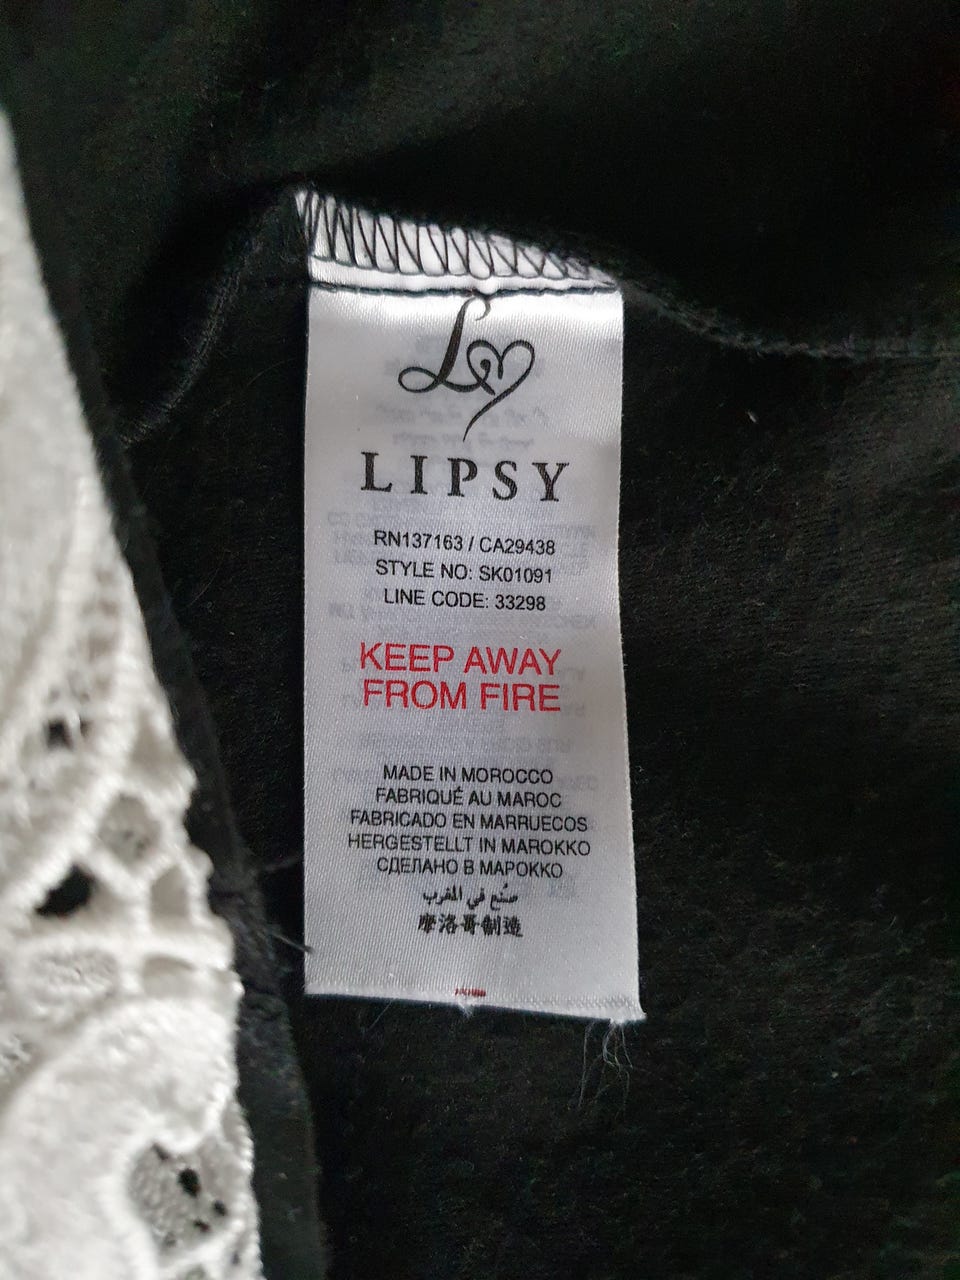 LIPSY
RN137163 / CA29438
STYLE NO: SK01091
LINE CODE: 33298
KEEP AWAY
FROM FIRE
MADE IN MOROCCO
FABRIQUÉ AU MAROC
FABRICADO EN MARRUECOS
HERGESTELLT IN MAROKKO
СДЕЛАНО В МАРОККО
صُنع في المغرب
摩洛哥制造